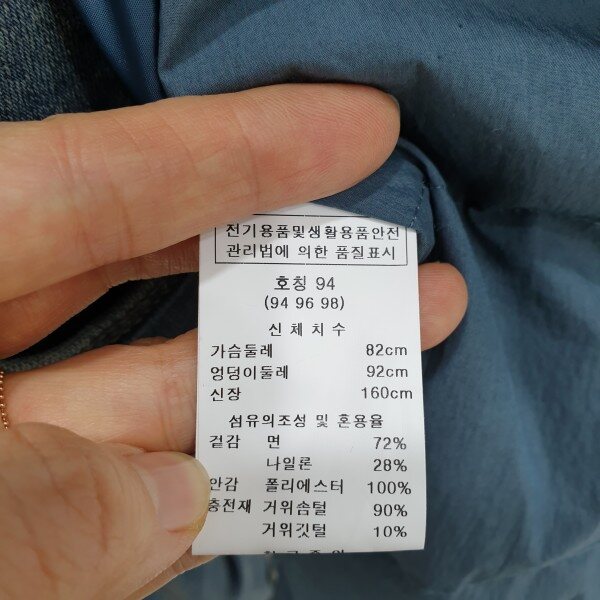 전기용품및생활용품안전
관리법에 의한 품질표시
호칭 94
(94 96 98)
신체치수
가슴둘레 82cm
엉덩이둘레 92cm
신장 160cm
섬유의조성 및 혼용율
겉감 면 72%
나일론 28%
안감 폴리에스터 100%
충전재 거위솜털 90%
거위깃털 10%